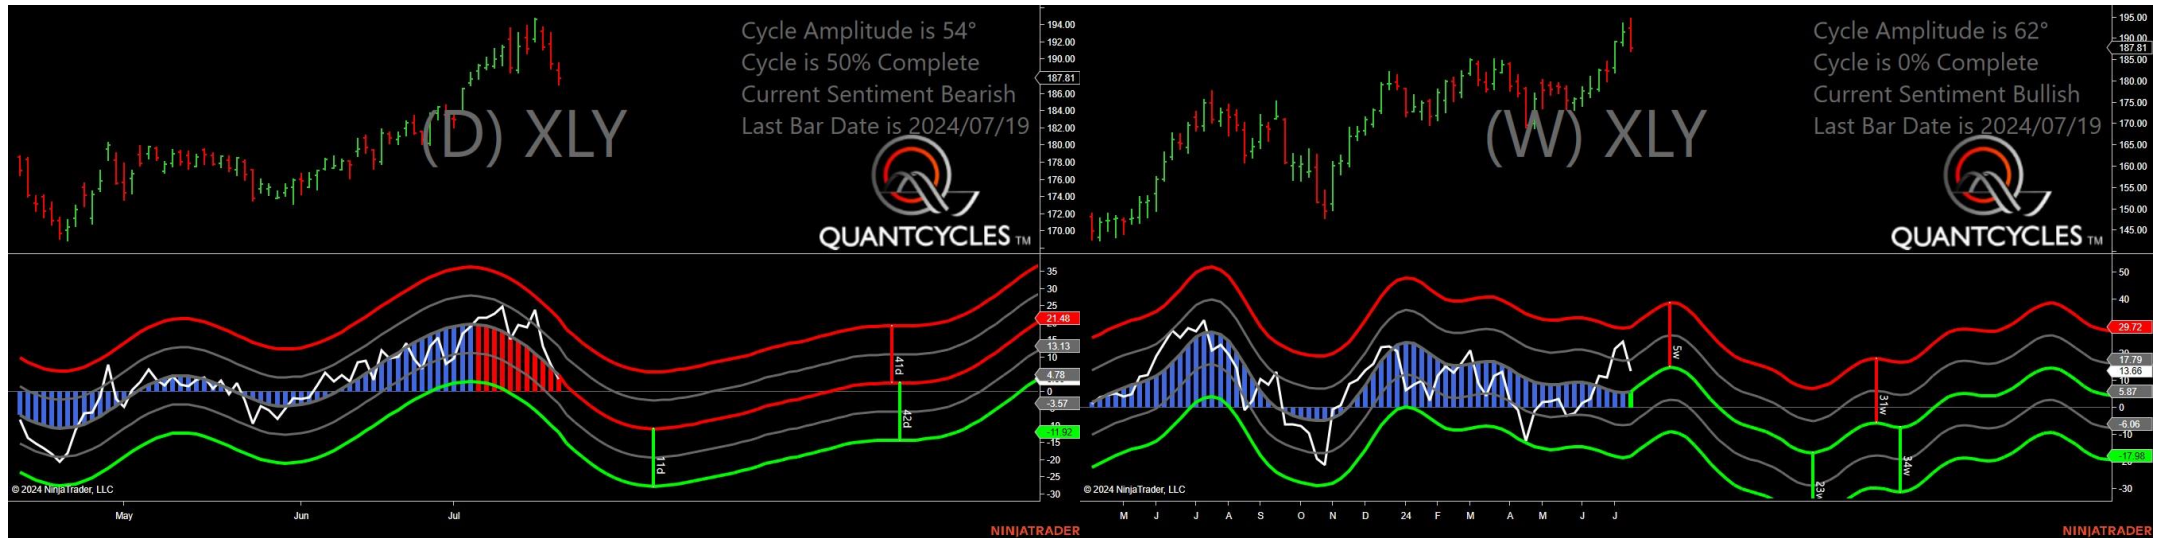 Cycle Amplitude is 54°
Cycle is 50% Complete
Current Sentiment Bearish
Last Bar Date is 2024/07/19
(D) XLY
QUANTCYCLES TM
194.00
192.00
190.00
187.81
186.00
184.00
182.00
180.00
178.00
176.00
174.00
172.00
170.00
35
30
25
21.48
15
13.13
10
4.78
0
-3.57
-11.92
-15
-20
-25
-30
11d
41d
42d
© 2024 NinjaTrader, LLC
May Jun Jul
NINJATRADER
Cycle Amplitude is 62°
Cycle is 0% Complete
Current Sentiment Bullish
Last Bar Date is 2024/07/19
(W) XLY
QUANTCYCLES TM
195.00
190.00
187.81
185.00
180.00
175.00
170.00
165.00
160.00
155.00
150.00
145.00
50
40
29.72
17.79
13.66
10
5.87
0
-6.06
-10
-17.98
-30
5w
31w
23w
34w
© 2024 NinjaTrader, LLC
M J J A S O N D 24 F M A M J J
NINJATRADER